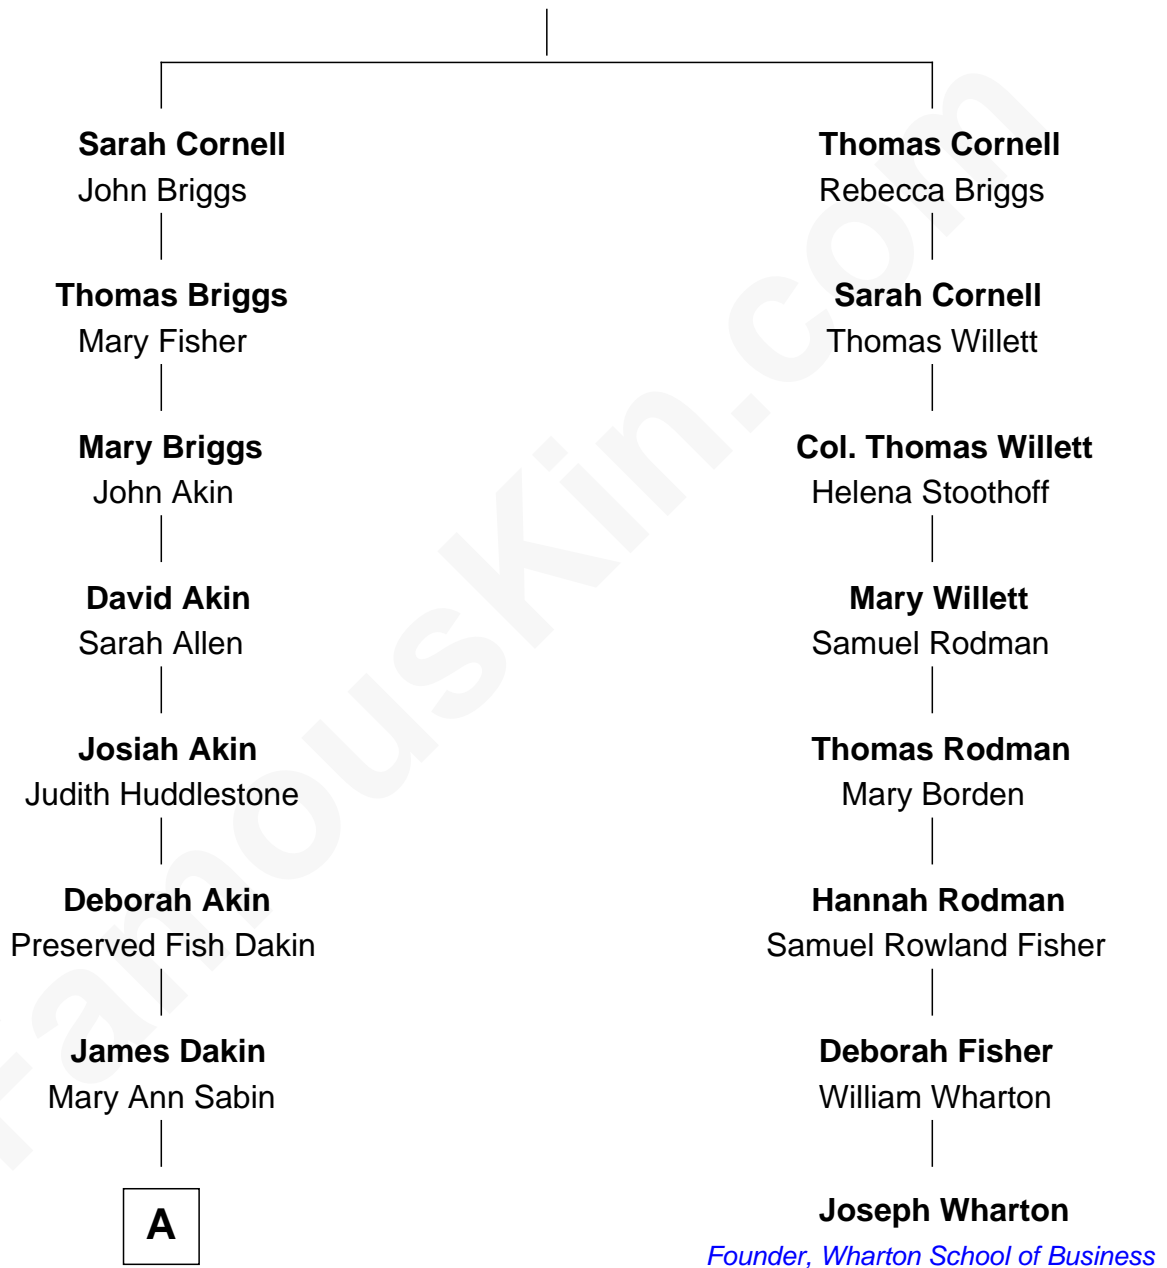 Sarah Cornell
John Briggs
Thomas Cornell
Rebecca Briggs
Thomas Briggs
Mary Fisher
Sarah Cornell
Thomas Willett
Mary Briggs
John Akin
Col. Thomas Willett
Helena Stoothoff
David Akin
Sarah Allen
Mary Willett
Samuel Rodman
Josiah Akin
Judith Huddlestone
Thomas Rodman
Mary Borden
Deborah Akin
Preserved Fish Dakin
Hannah Rodman
Samuel Rowland Fisher
James Dakin
Mary Ann Sabin
Deborah Fisher
William Wharton
A
Joseph Wharton
Founder, Wharton School of Business
FamousKin.com